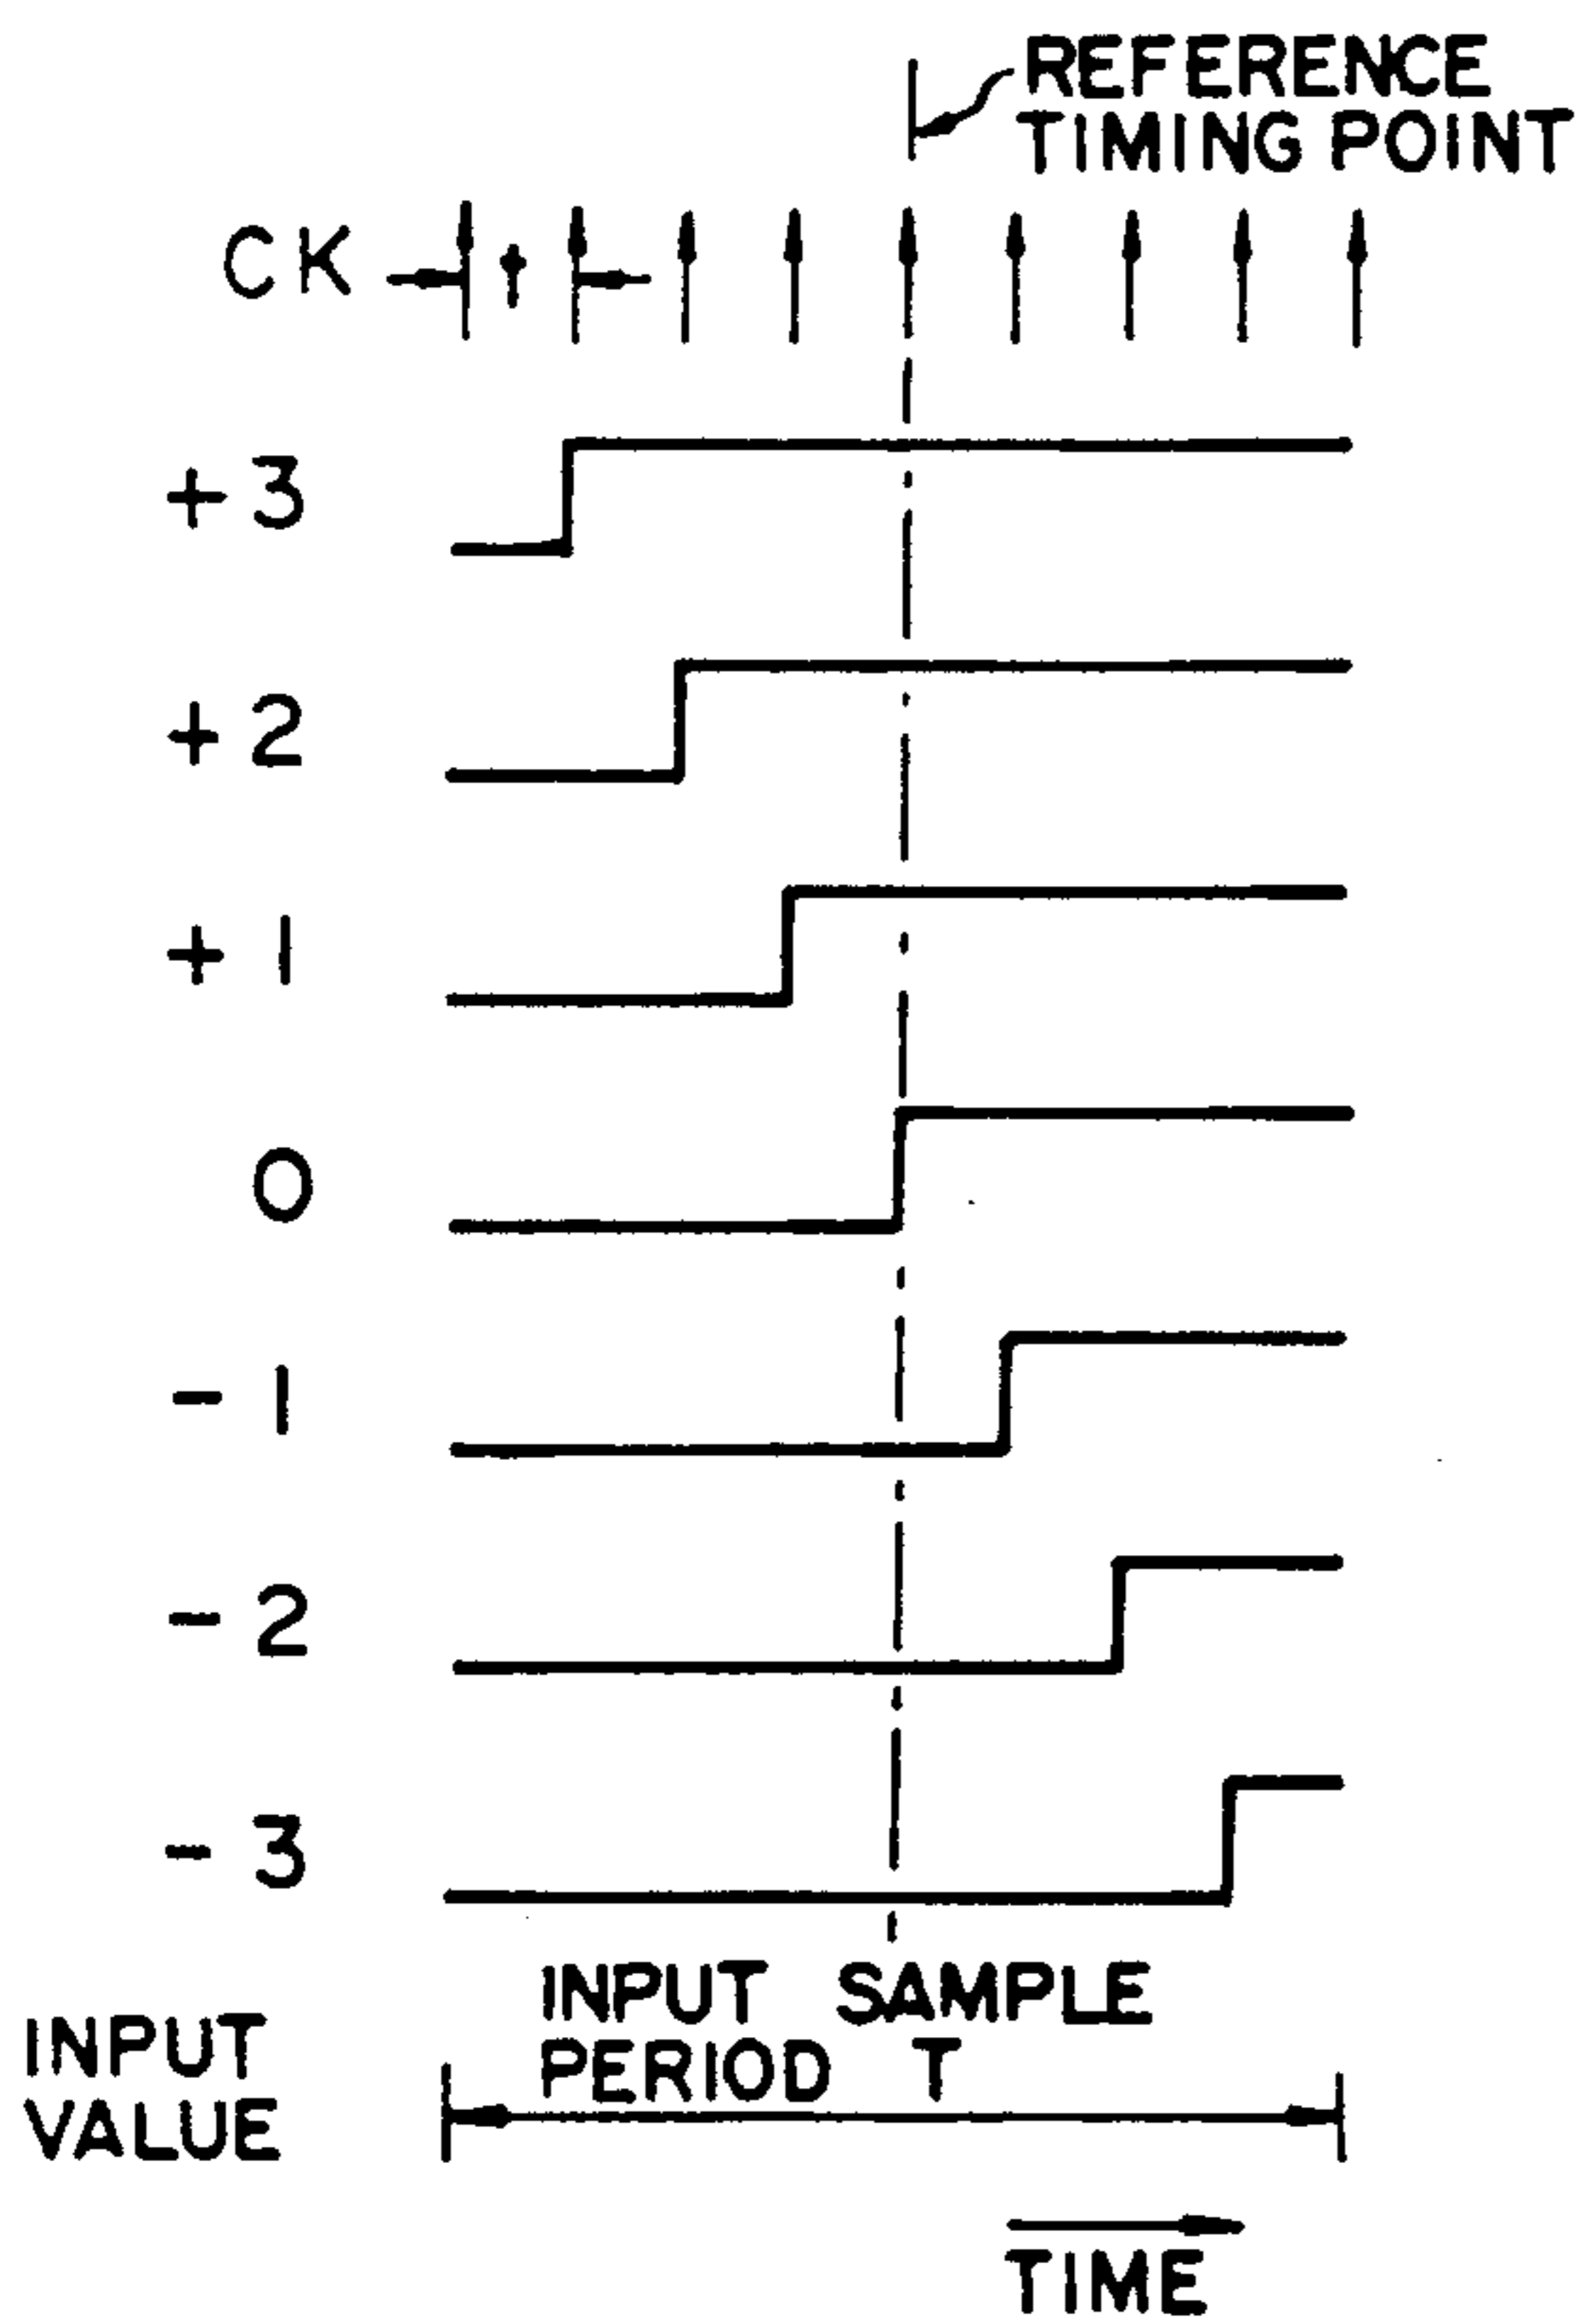 REFERENCE
TIMING POINT
CK
t
+3
+2
+1
0
-1
-2
-3
INPUT SAMPLE
PERIOD T
INPUT
VALUE
TIME